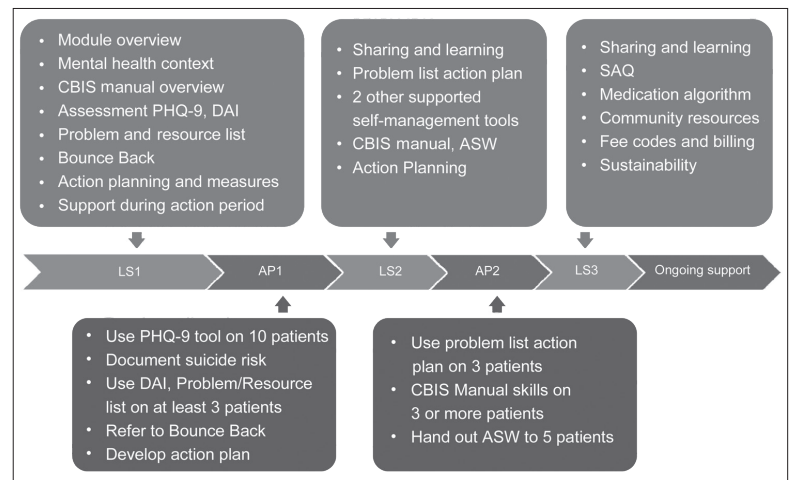 • Module overview
• Mental health context
• CBIS manual overview
• Assessment PHQ-9, DAI
• Problem and resource list
• Bounce Back
• Action planning and measures
• Support during action period
• Sharing and learning
• Problem list action plan
• 2 other supported
self-management tools
• CBIS manual, ASW
• Action Planning
• Sharing and learning
• SAQ
• Medication algorithm
• Community resources
• Fee codes and billing
• Sustainability
LS1
AP1
LS2
AP2
LS3
Ongoing support
• Use PHQ-9 tool on 10 patients
• Document suicide risk
• Use DAI, Problem/Resource
list on at least 3 patients
• Refer to Bounce Back
• Develop action plan
• Use problem list action
plan on 3 patients
• CBIS Manual skills on
3 or more patients
• Hand out ASW to 5 patients